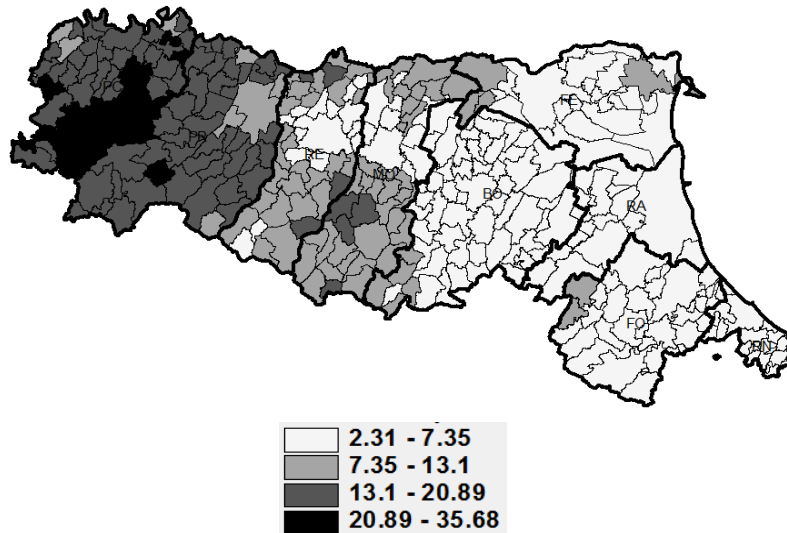 PC
PR
RE
MO
BO
FE
RA
FO
RN
2.31 - 7.35
7.35 - 13.1
13.1 - 20.89
20.89 - 35.68